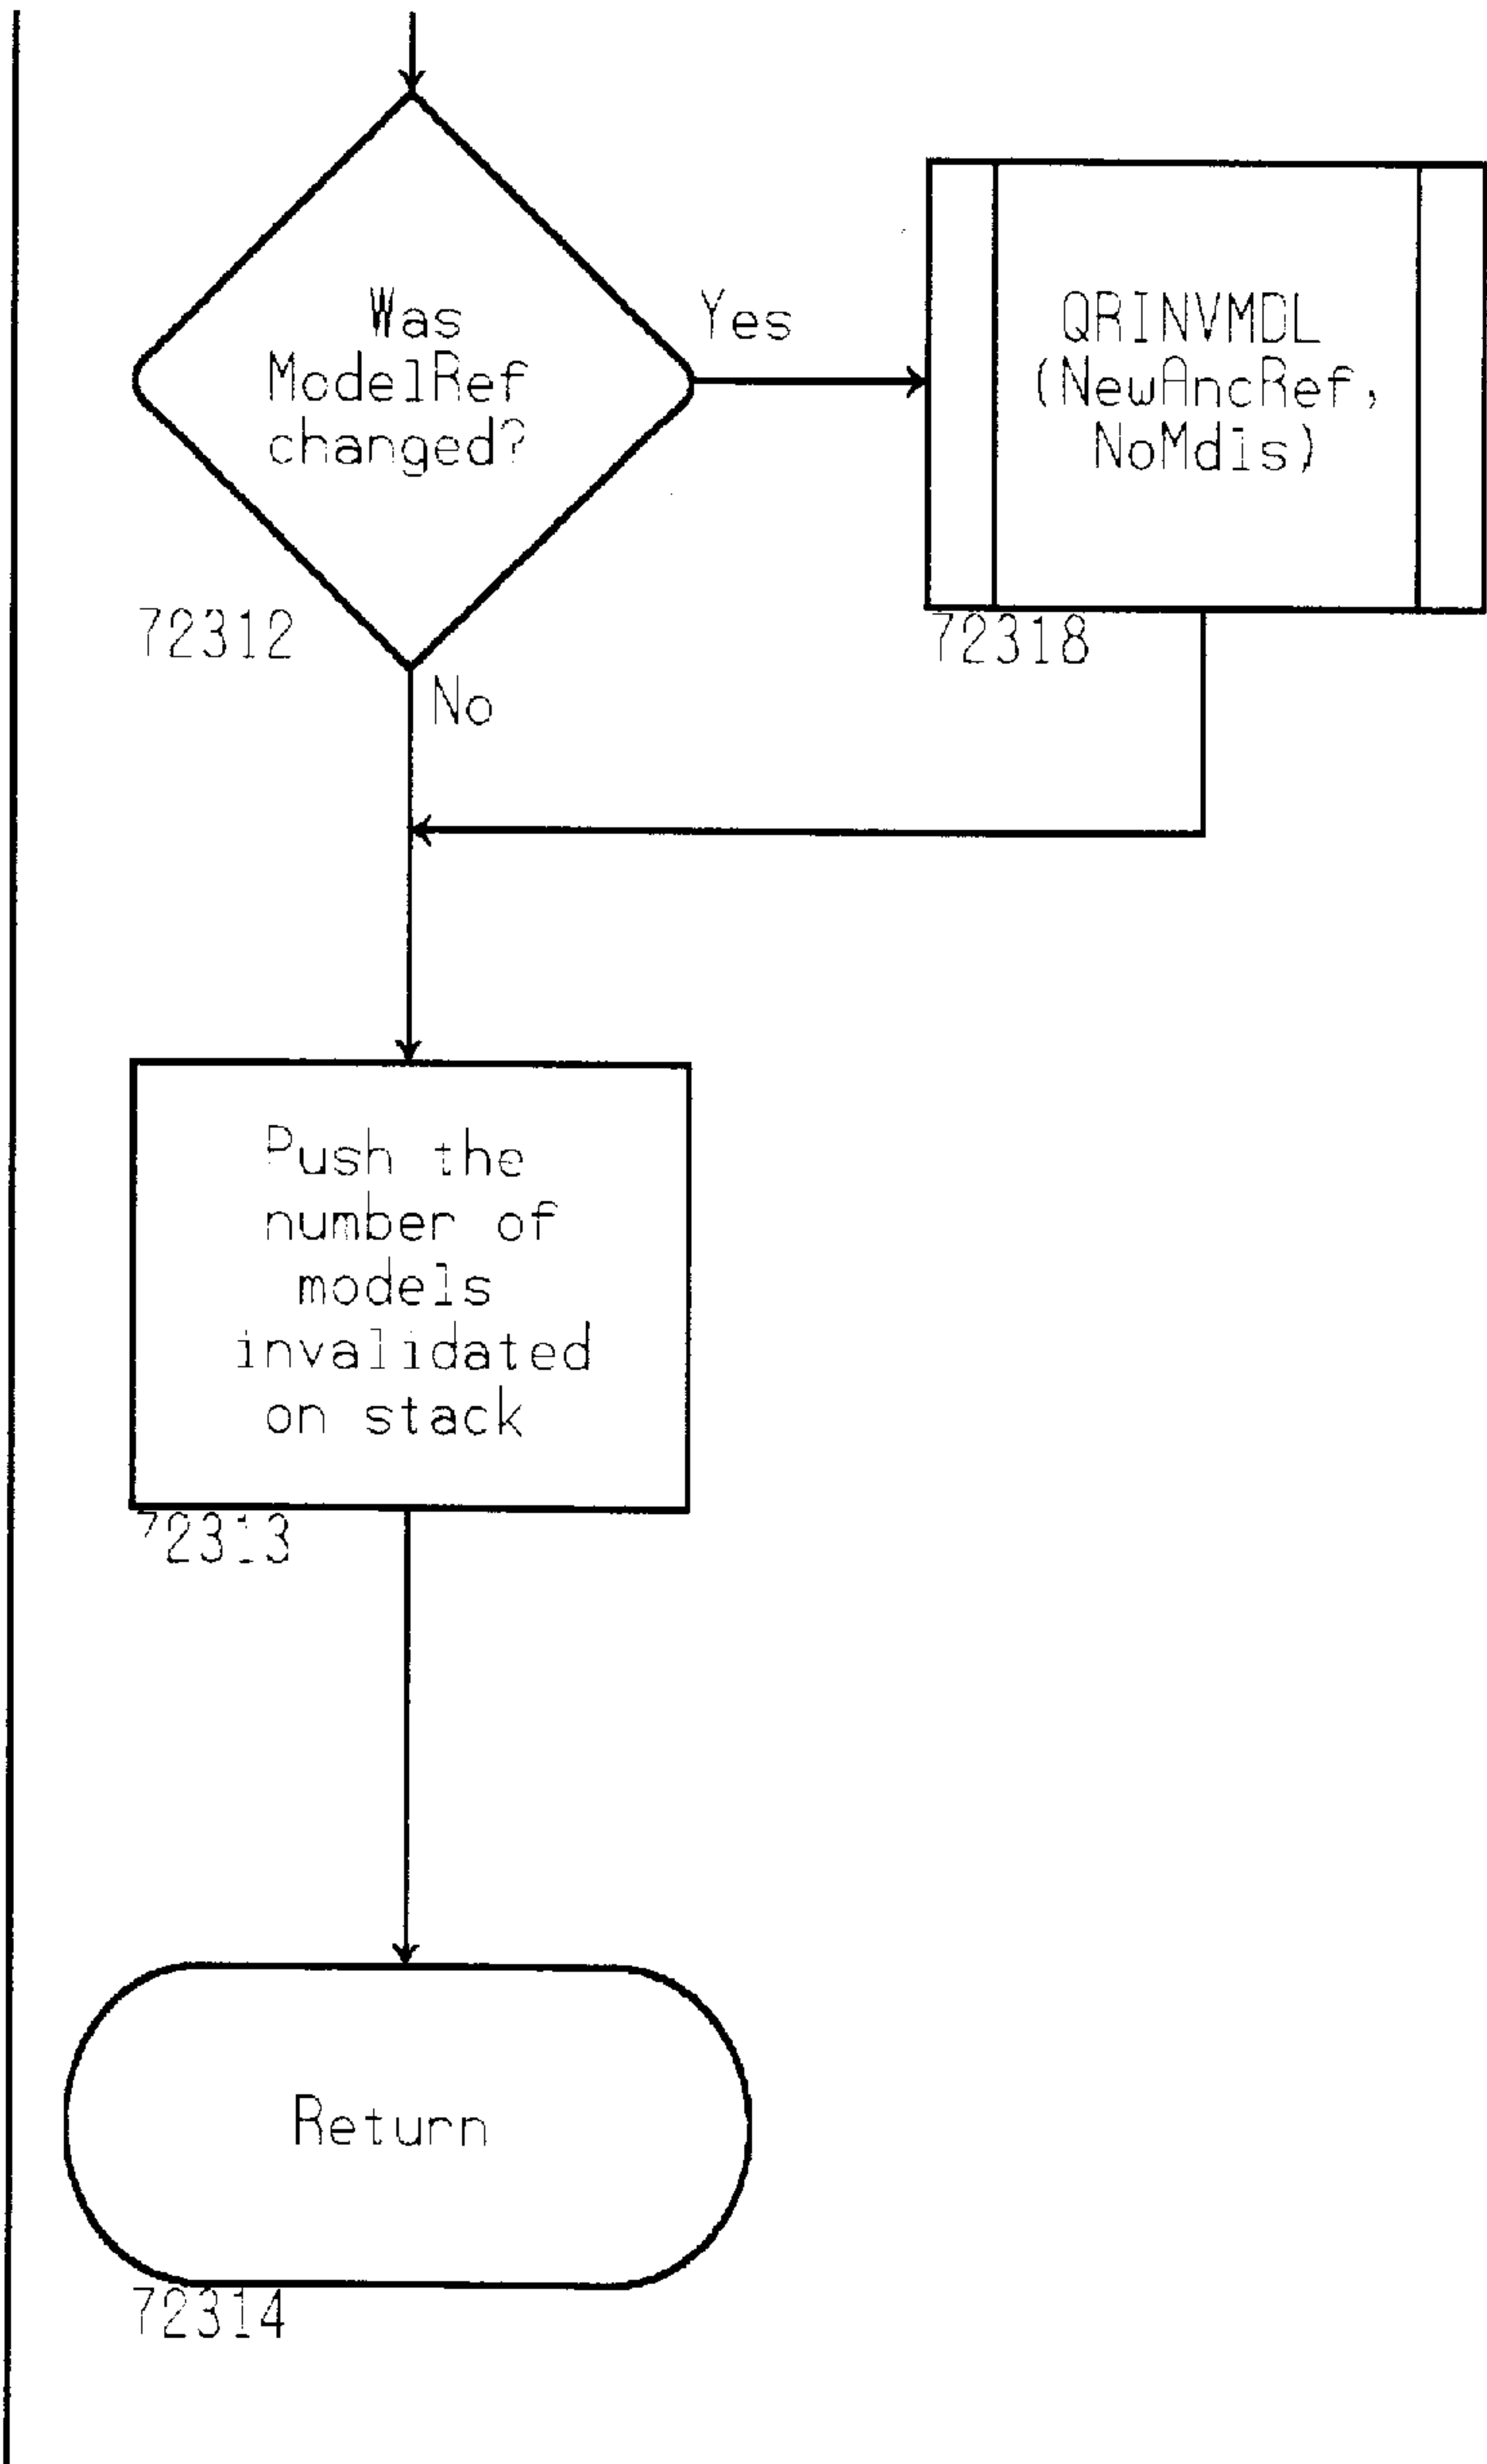 Was
ModelRef
changed?
Yes
QRINVMDL
(NewAncRef,
NoMdls)
72312
72318
No
Push the
number of
models
invalidated
on stack
72313
Return
72314